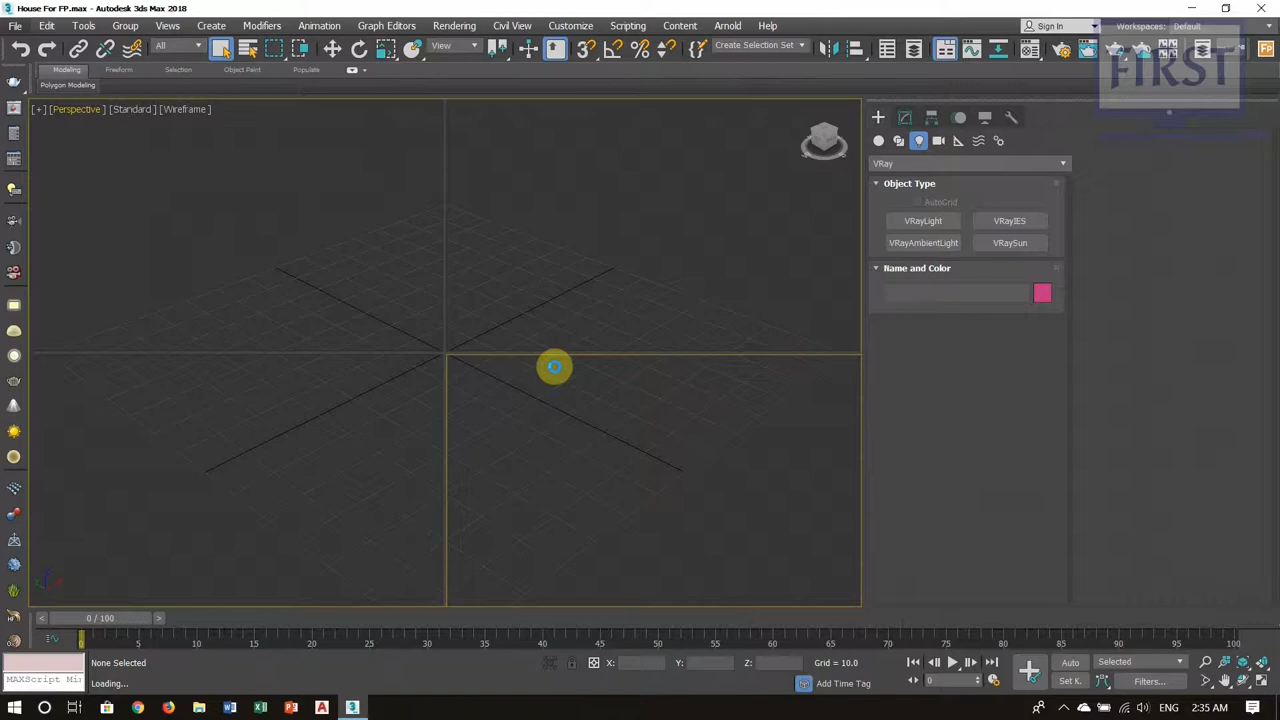 House For FP.max - Autodesk 3ds Max 2018
File Edit Tools Group Views Create Modifiers Animation Graph Editors Rendering Civil View Customize Scripting Content Arnold Help Sign In Workspaces: Default
All View Create Selection Set Fp
Modeling Freeform Selection Object Paint Populate
FIRST
Polygon Modeling
[+] [Perspective] [Standard] [Wireframe]
VRay
Object Type
AutoGrid
VRayLight VRayIES
VRayAmbientLight VRaySun
Name and Color
0 / 100
0 5 10 15 20 25 30 35 40 45 50 55 60 65 70 75 80 85 90 95 100
None Selected X: Y: Z: Grid = 10.0 Auto Selected
MAXScript Mi
Loading... Add Time Tag 0 Set K. Filters...
ENG 2:35 AM